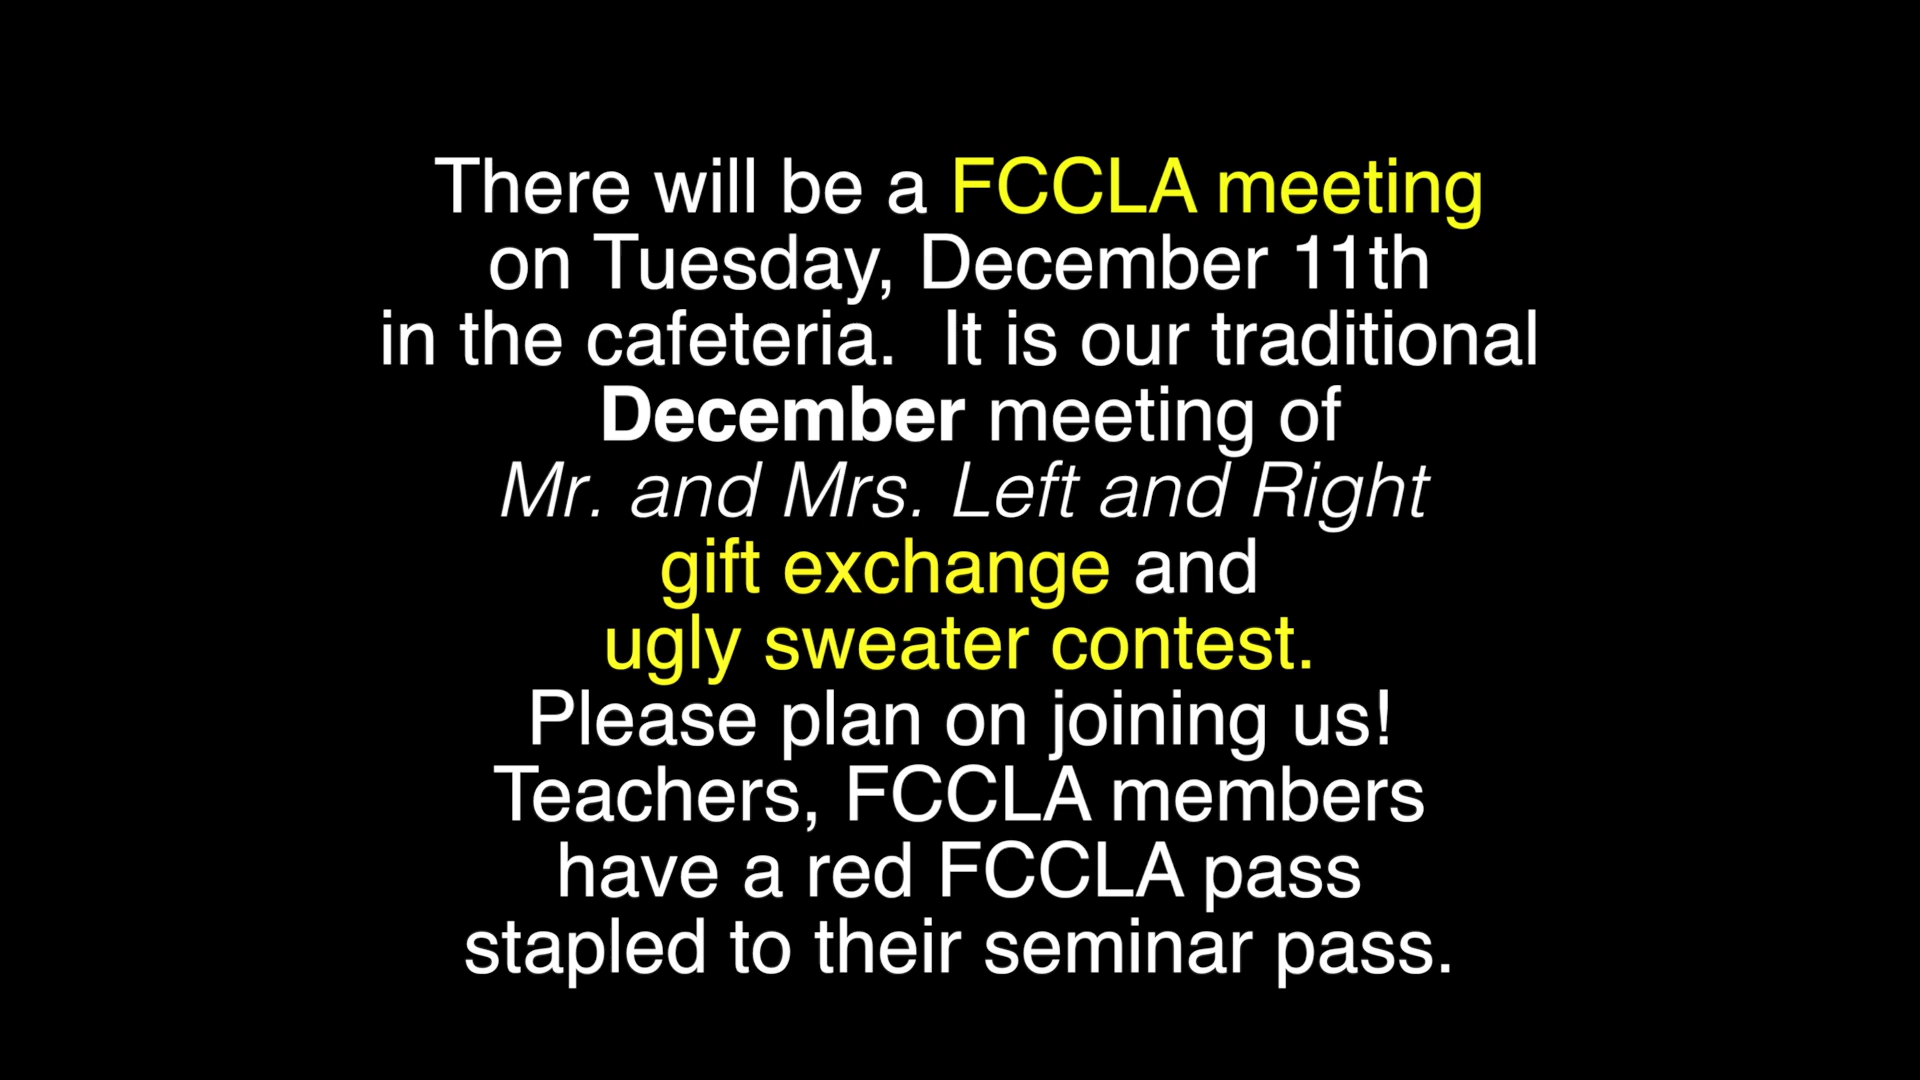 There will be a FCCLA meeting
on Tuesday, December 11th
in the cafeteria.  It is our traditional
December meeting of
Mr. and Mrs. Left and Right
gift exchange and
ugly sweater contest.
Please plan on joining us!
Teachers, FCCLA members
have a red FCCLA pass
stapled to their seminar pass.